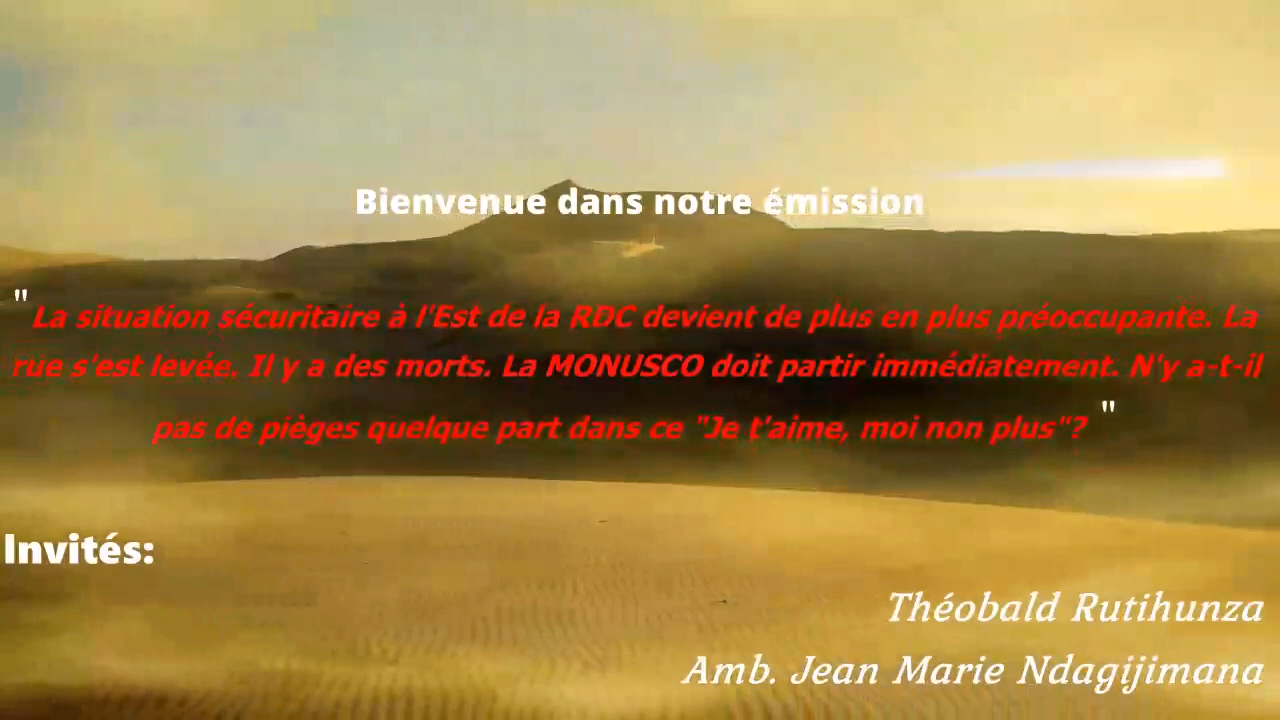 Bienvenue dans notre émission
"La situation sécuritaire à l'Est de la RDC devient de plus en plus préoccupante. La
rue s'est levée. Il y a des morts. La MONUSCO doit partir immédiatement. N'y a-t-il
pas de pièges quelque part dans ce "Je t'aime, moi non plus"? "
Invités:
Théobald Rutihunza
Amb. Jean Marie Ndagijimana